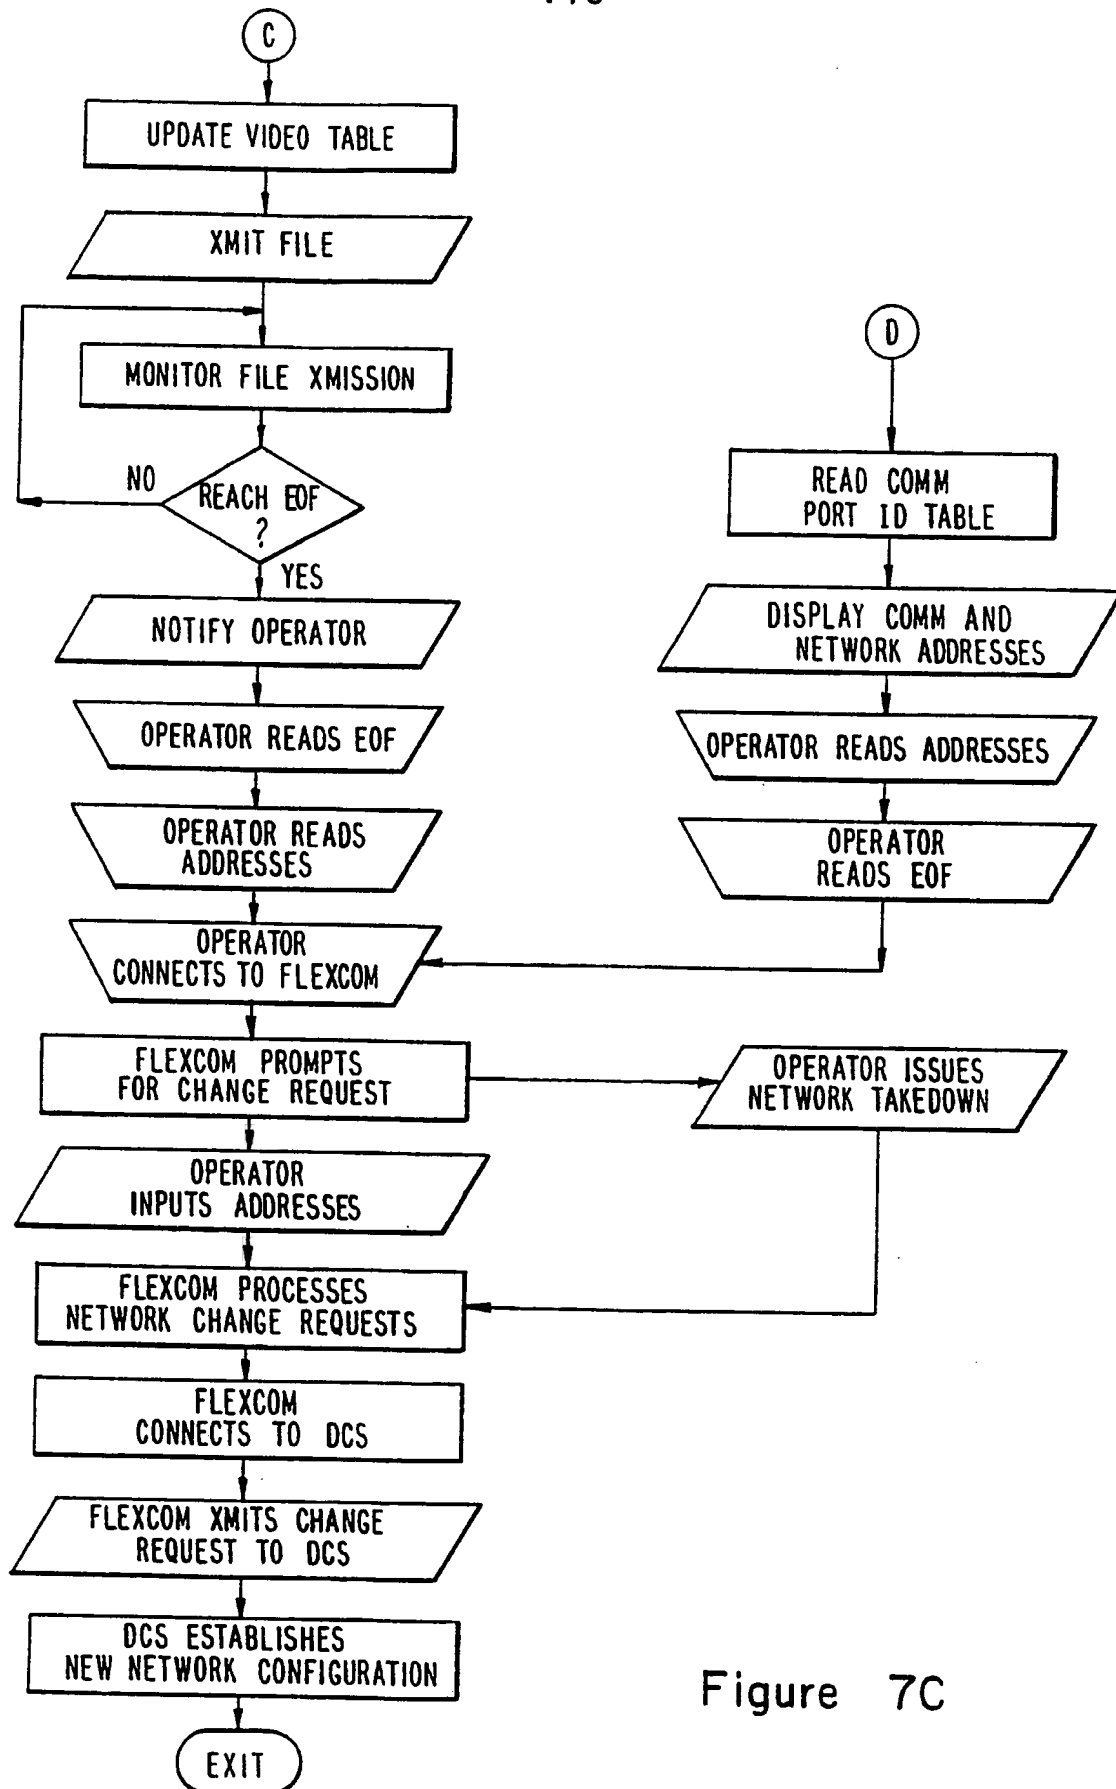 C
UPDATE VIDEO TABLE
XMIT FILE
MONITOR FILE XMISSION
NO
REACH EOF
?
YES
NOTIFY OPERATOR
OPERATOR READS EOF
OPERATOR READS
ADDRESSES
OPERATOR
CONNECTS TO FLEXCOM
FLEXCOM PROMPTS
FOR CHANGE REQUEST
OPERATOR
INPUTS ADDRESSES
FLEXCOM PROCESSES
NETWORK CHANGE REQUESTS
FLEXCOM
CONNECTS TO DCS
FLEXCOM XMITS CHANGE
REQUEST TO DCS
DCS ESTABLISHES
NEW NETWORK CONFIGURATION
EXIT
D
READ COMM
PORT ID TABLE
DISPLAY COMM AND
NETWORK ADDRESSES
OPERATOR READS ADDRESSES
OPERATOR
READS EOF
OPERATOR ISSUES
NETWORK TAKEDOWN
Figure 7C